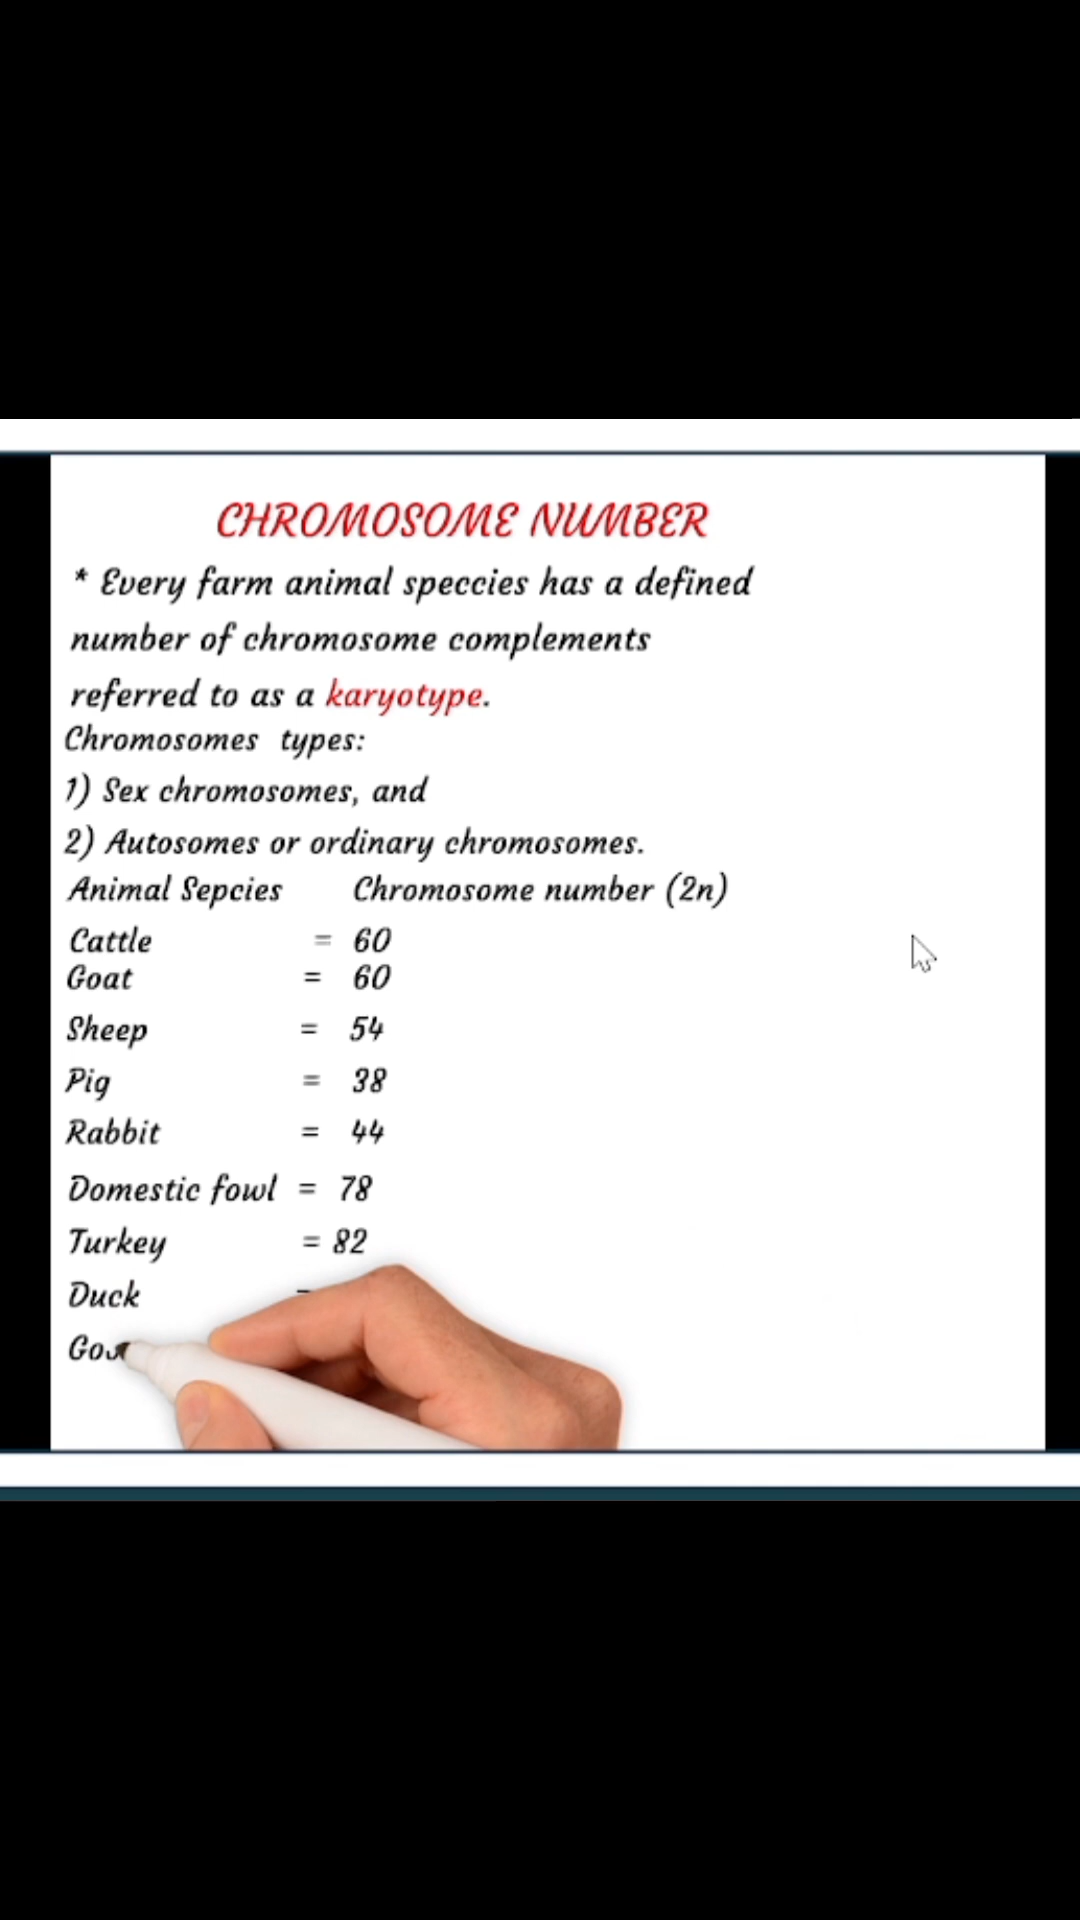 CHROMOSOME NUMBER
* Every farm animal speccies has a defined
number of chromosome complements
referred to as a karyotype.
Chromosomes types:
1) Sex chromosomes, and
2) Autosomes or ordinary chromosomes.
Animal Sepcies Chromosome number (2n)
Cattle = 60
Goat = 60
Sheep = 54
Pig = 38
Rabbit = 44
Domestic fowl = 78
Turkey = 82
Duck